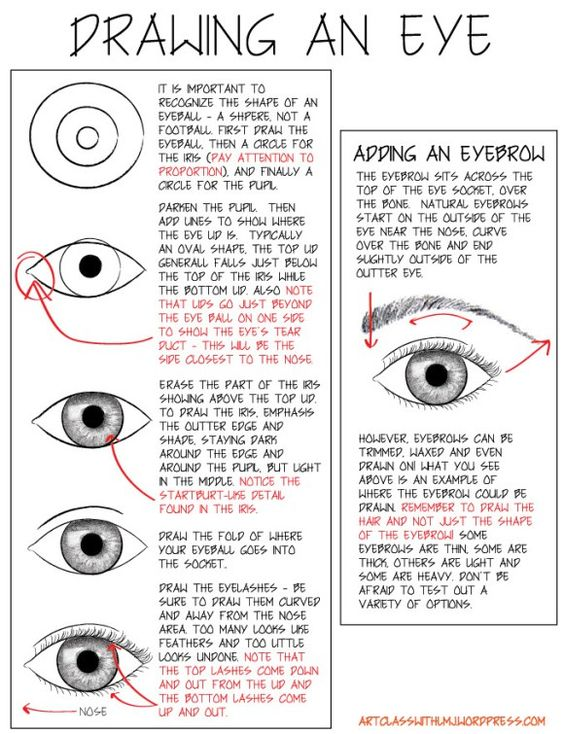 DRAWING AN EYE
IT IS IMPORTANT TO
RECOGNIZE THE SHAPE OF AN
EYEBALL - A SHPERE, NOT A
FOOTBALL. FIRST DRAW THE
EYEBALL, THEN A CIRCLE FOR
THE IRIS (PAY ATTENTION TO
PROPORTION), AND FINALLY A
CIRCLE FOR THE PUPIL.
DARKEN THE PUPIL. THEN
ADD LINES TO SHOW WHERE
THE EYE LID IS. TYPICALLY
AN OVAL SHAPE, THE TOP LID
GENERALL FALLS JUST BELOW
THE TOP OF THE IRIS WHILE
THE BOTTOM LID. ALSO NOTE
THAT LIDS GO JUST BEYOND
THE EYE BALL ON ONE SIDE
TO SHOW THE EYE'S TEAR
DUCT - THIS WILL BE THE
SIDE CLOSEST TO THE NOSE.
ERASE THE PART OF THE IRIS
SHOWING ABOVE THE TOP LID.
TO DRAW THE IRIS, EMPHASIS
THE OUTTER EDGE AND
SHADE, STAYING DARK
AROUND THE EDGE AND
AROUND THE PUPIL, BUT LIGHT
IN THE MIDDLE. NOTICE THE
STARTBURT-LIKE DETAIL
FOUND IN THE IRIS.
DRAW THE FOLD OF WHERE
YOUR EYEBALL GOES INTO
THE SOCKET.
DRAW THE EYELASHES - BE
SURE TO DRAW THEM CURVED
AND AWAY FROM THE NOSE
AREA. TOO MANY LOOKS LIKE
FEATHERS AND TOO LITTLE
LOOKS UNDONE. NOTE THAT
THE TOP LASHES COME DOWN
AND OUT FROM THE LID AND
THE BOTTOM LASHES COME
UP AND OUT.
NOSE
ADDING AN EYEBROW
THE EYEBROW SITS ACROSS THE
TOP OF THE EYE SOCKET, OVER
THE BONE. NATURAL EYEBROWS
START ON THE OUTSIDE OF THE
EYE NEAR THE NOSE, CURVE
OVER THE BONE AND END
SLIGHTLY OUTSIDE OF THE
OUTTER EYE.
HOWEVER, EYEBROWS CAN BE
TRIMMED, WAXED AND EVEN
DRAWN ON! WHAT YOU SEE
ABOVE IS AN EXAMPLE OF
WHERE THE EYEBROW COULD BE
DRAWN. REMEMBER TO DRAW THE
HAIR AND NOT JUST THE SHAPE
OF THE EYEBROW! SOME
EYEBROWS ARE THIN, SOME ARE
THICK, OTHERS ARE LIGHT AND
SOME ARE HEAVY. DON'T BE
AFRAID TO TEST OUT A
VARIETY OF OPTIONS.
ARTCLASSWITHLMJ.WORDPRESS.COM